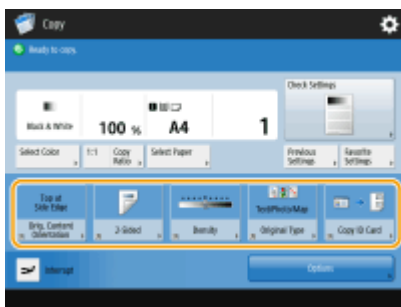 Copy
Ready to copy.
Check Settings
Black & White
100 %
A4
1
Select Color
1:1
Copy
Ratio
Select Paper
Previous
Settings
Favorite
Settings
Top at
Side Edge
Text/Photo/Map
Orig. Content
Orientation
2-Sided
Density
Original Type
Copy ID Card
Interrupt
Options